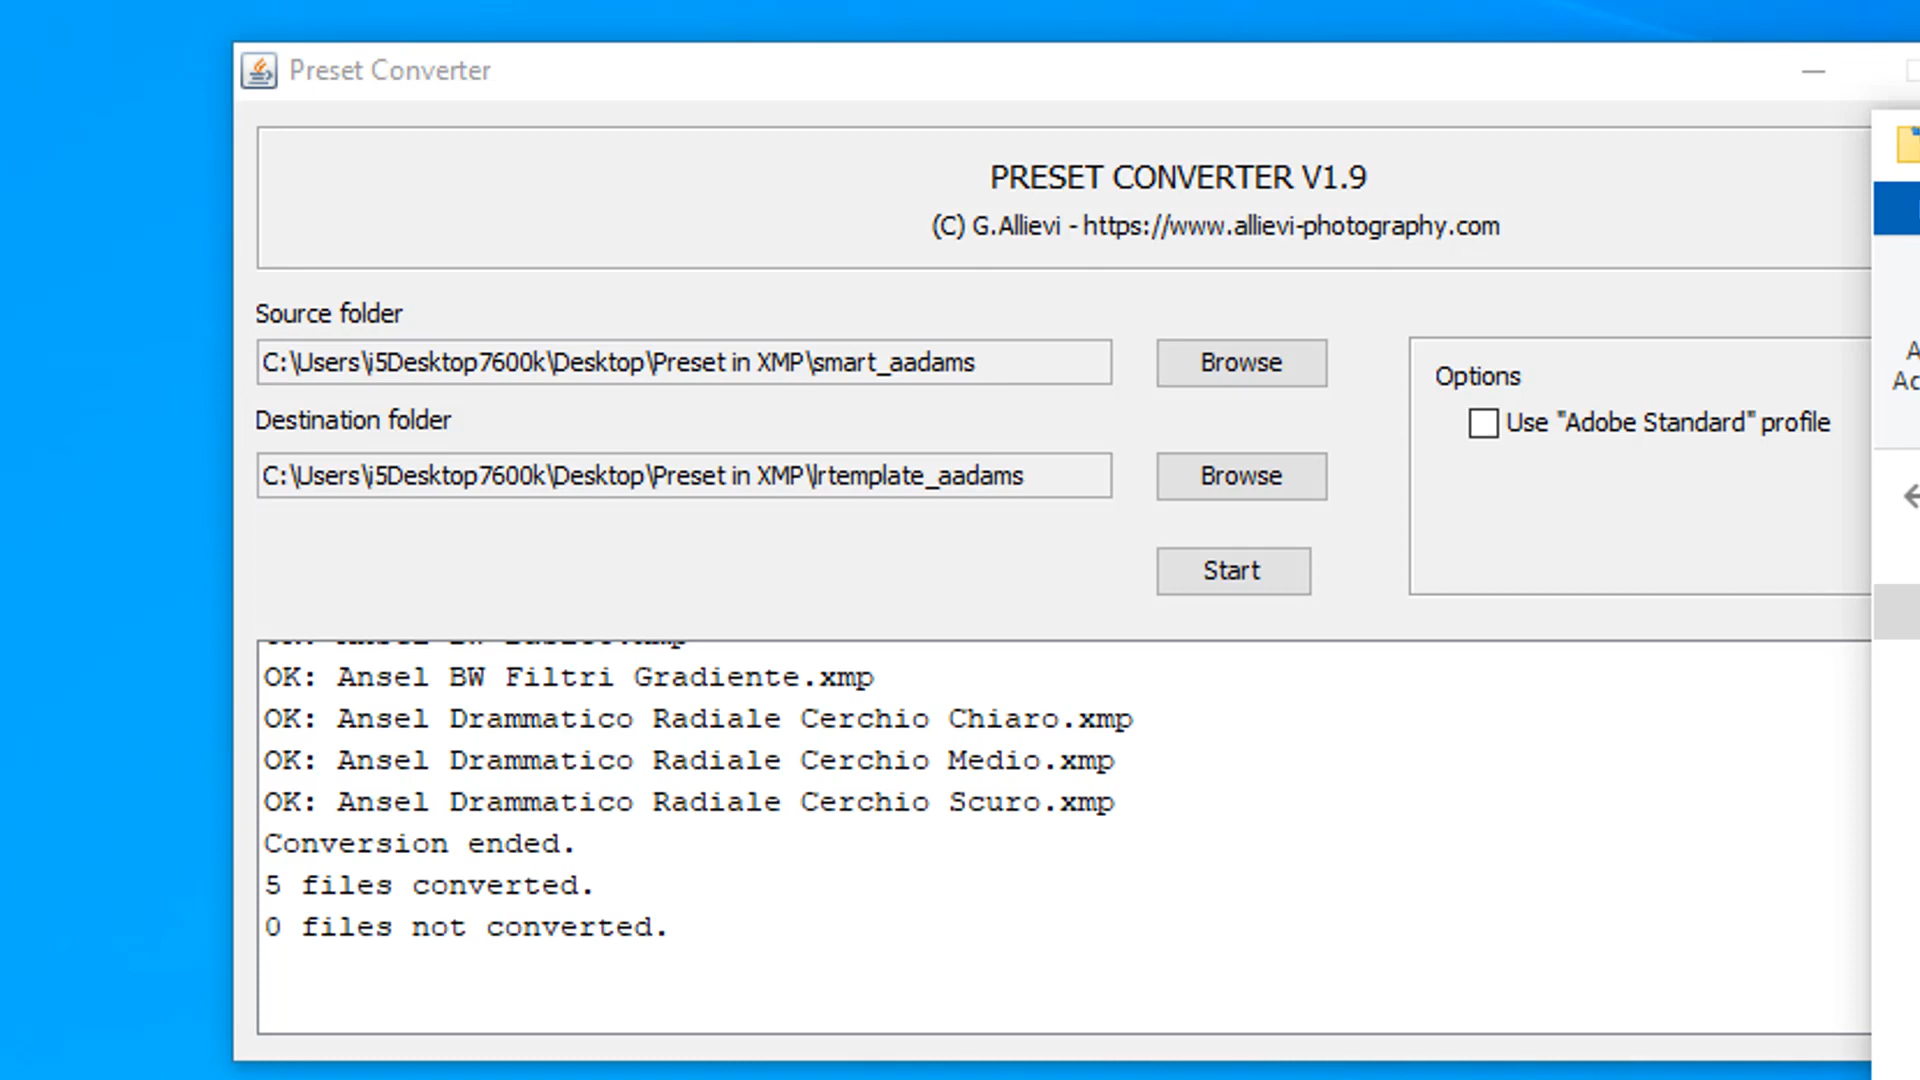 Preset Converter
PRESET CONVERTER V1.9
(C) G.Allievi - https://www.allievi-photography.com
Source folder
C:\Users\i5Desktop7600k\Desktop\Preset in XMP\smart_aadams
Browse
Destination folder
C:\Users\i5Desktop7600k\Desktop\Preset in XMP\lrtemplate_aadams
Browse
Start
Options
Use "Adobe Standard" profile
OK: Ansel BW Filtri Gradiente.xmp
OK: Ansel Drammatico Radiale Cerchio Chiaro.xmp
OK: Ansel Drammatico Radiale Cerchio Medio.xmp
OK: Ansel Drammatico Radiale Cerchio Scuro.xmp
Conversion ended.
5 files converted.
0 files not converted.